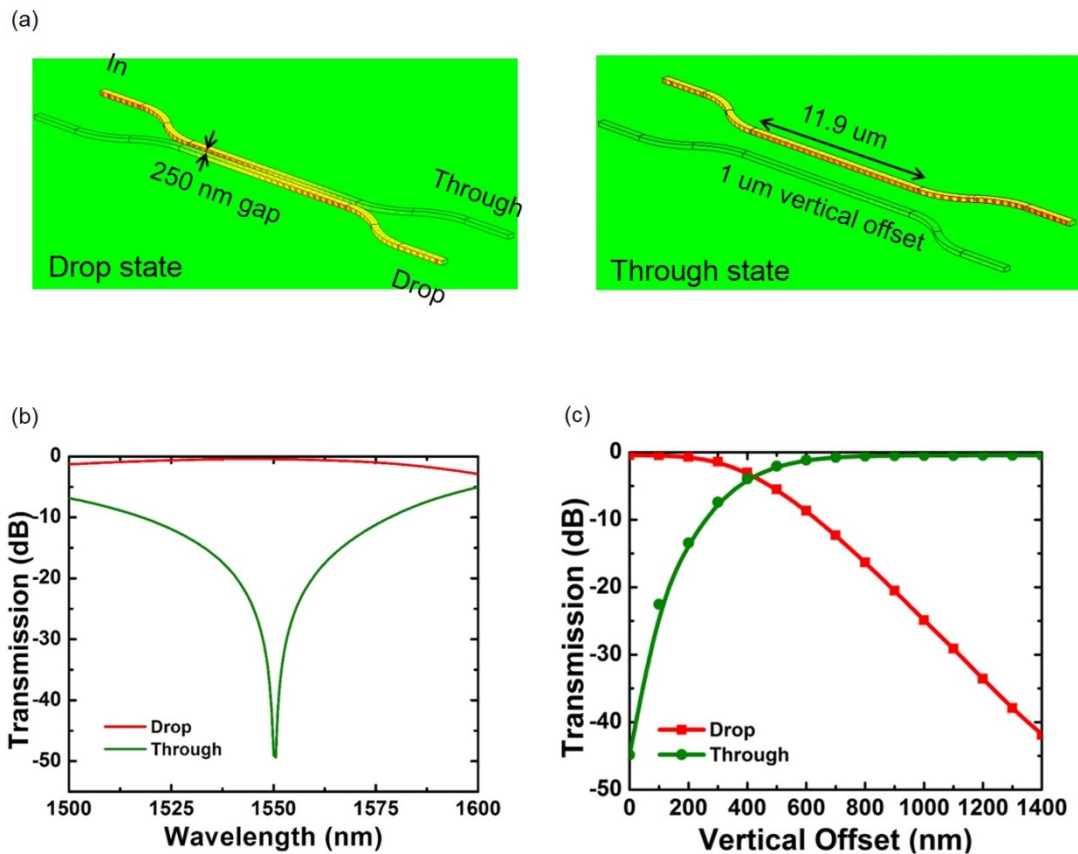 (a)
In
250 nm gap
Through
Drop
Drop state
11.9 um
1 um vertical offset
Through state
(b)
Transmission (dB)
0
-10
-20
-30
-40
-50
Drop
Through
1500 1525 1550 1575 1600
Wavelength (nm)
(c)
Transmission (dB)
0
-10
-20
-30
-40
-50
Drop
Through
0 200 400 600 800 1000 1200 1400
Vertical Offset (nm)